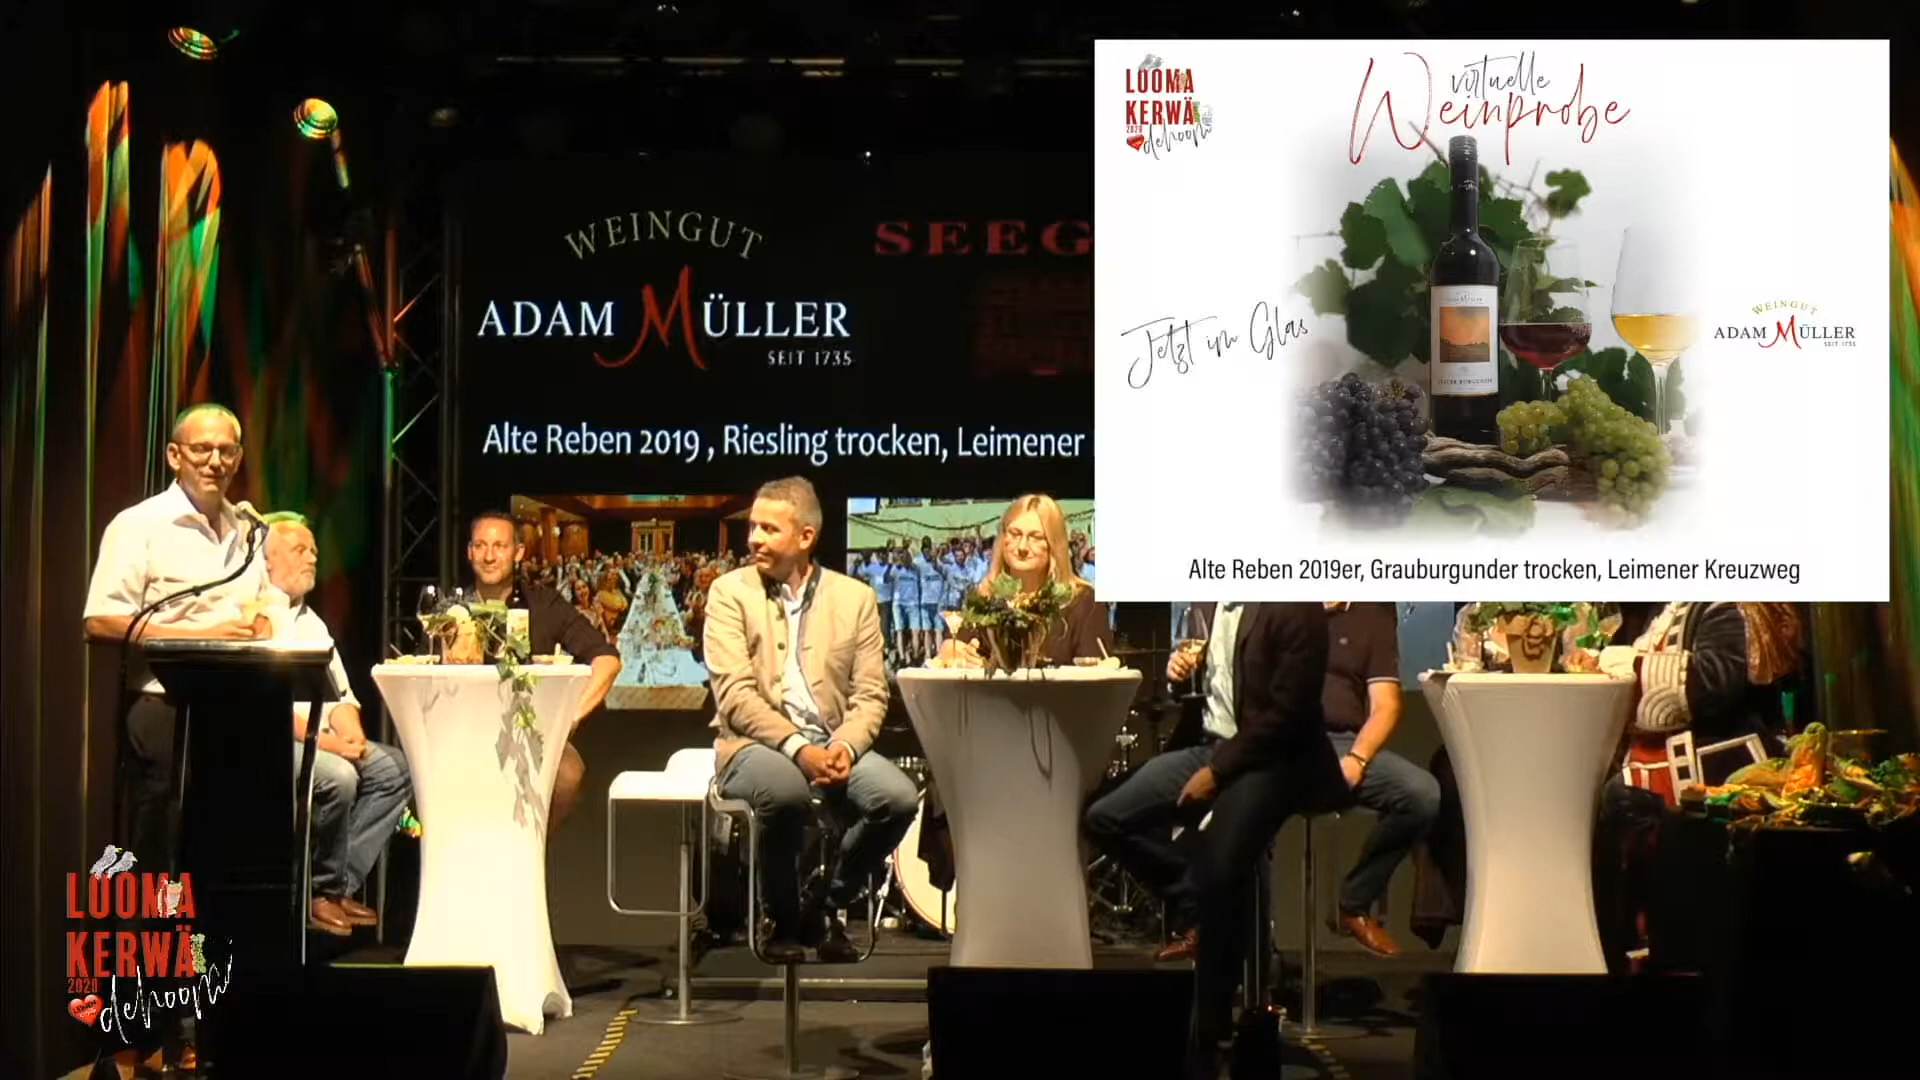 WEINGUT
ADAM MÜLLER
SEIT 1735
SEEG
Alte Reben 2019 , Riesling trocken, Leimener
LOOMA
KERWÄ
2020
dehoom
virtuelle
Weinprobe
Jetzt im Glas
WEINGUT
ADAM MÜLLER
SEIT 1735
Alte Reben 2019er, Grauburgunder trocken, Leimener Kreuzweg
LOOMA
KERWÄ
2020
dehoom